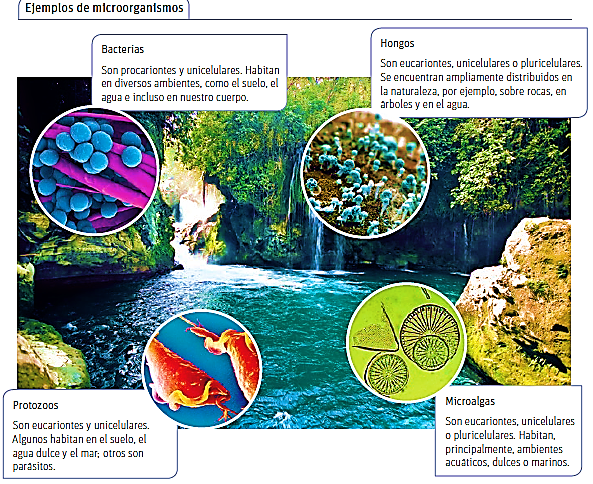 Ejemplos de microorganismos
Bacterias
Son procariontes y unicelulares. Habitan
en diversos ambientes, como el suelo, el
agua e incluso en nuestro cuerpo.
Hongos
Son eucariontes, unicelulares o pluricelulares.
Se encuentran ampliamente distribuidos en
la naturaleza, por ejemplo, sobre rocas, en
árboles y en el agua.
Protozoos
Son eucariontes y unicelulares.
Algunos habitan en el suelo, el
agua dulce y el mar; otros son
parásitos.
Microalgas
Son eucariontes, unicelulares
o pluricelulares. Habitan,
principalmente, ambientes
acuáticos, dulces o marinos.